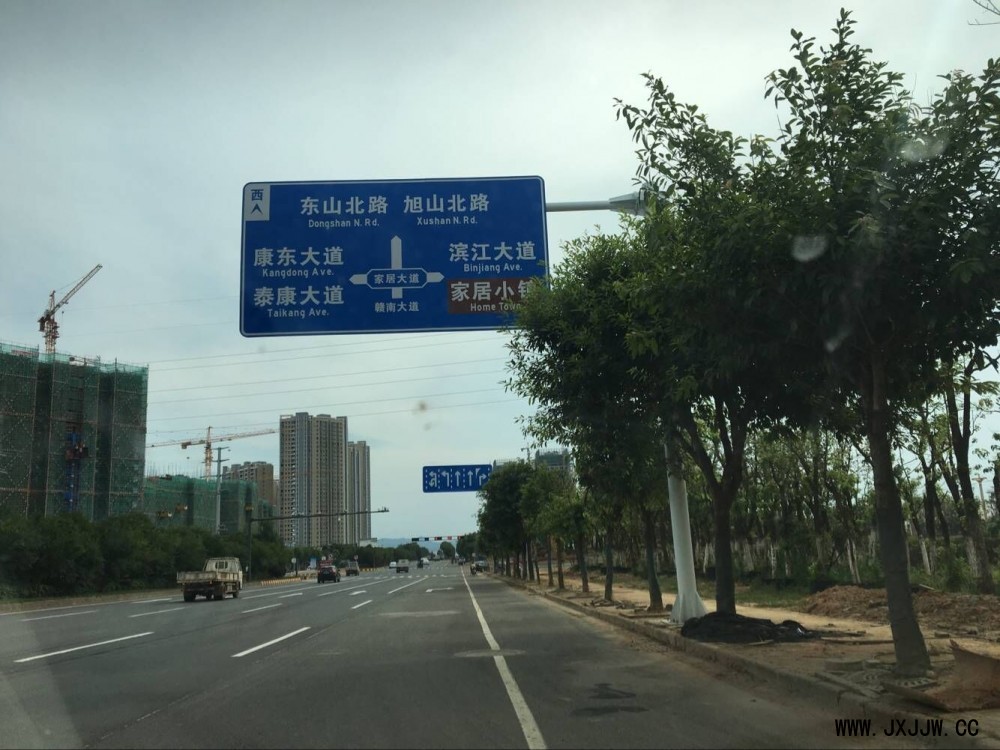 西
东山北路 旭山北路
Dongshan N. Rd. Xushan N. Rd.
康东大道
Kangdong Ave.
滨江大道
Binjiang Ave.
家居大道
泰康大道
Taikang Ave.
赣南大道
家居小镇
Home Town
WWW.JXJJW.CC